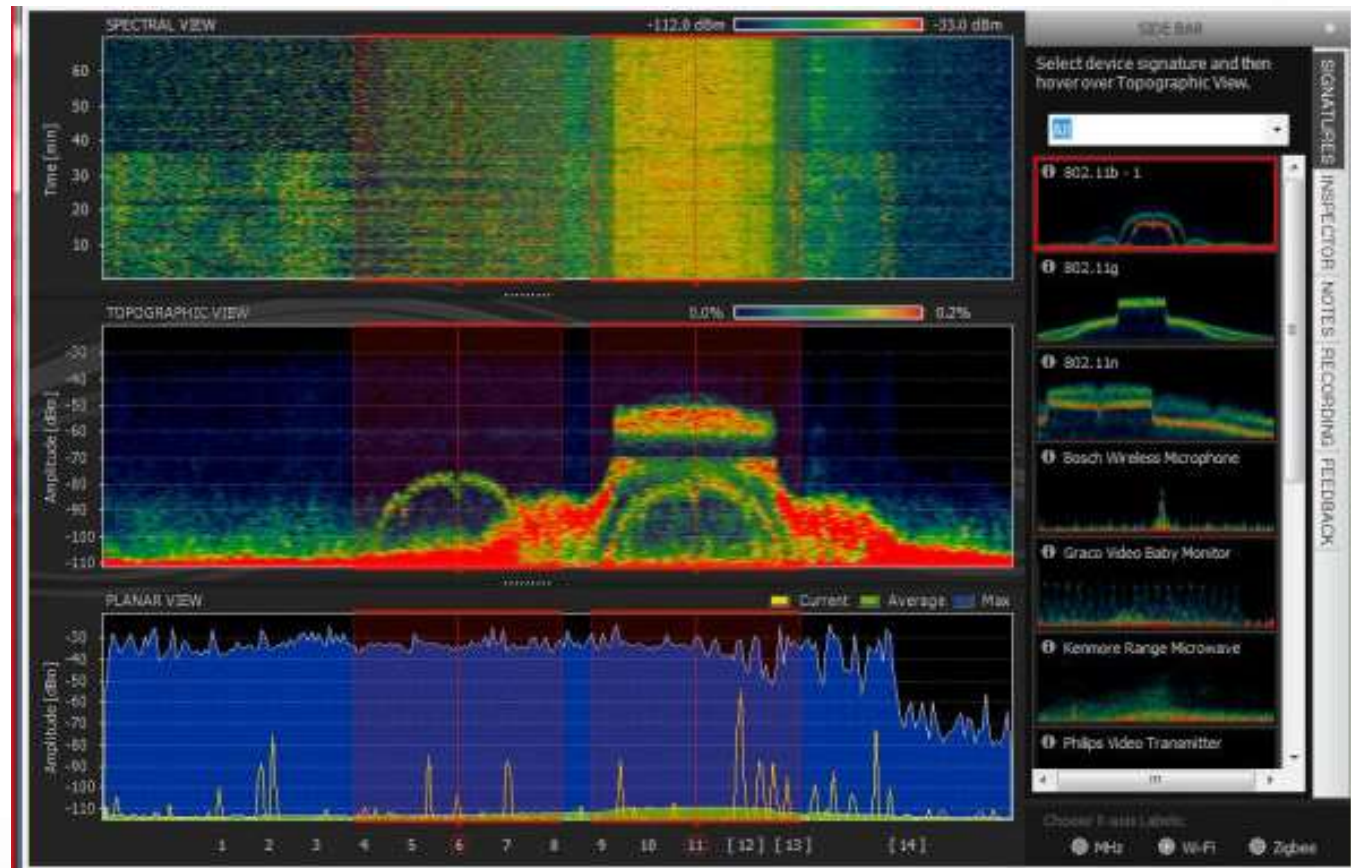 SPECTRAL VIEW
-112.0 dBm
-33.0 dBm
60
50
40
30
20
10
Time [min]
TOPOGRAPHIC VIEW
0.0%
0.2%
-30
-40
-50
-60
-70
-80
-90
-100
-110
Amplitude [dBm]
PLANAR VIEW
Current Average Max
-30
-40
-50
-60
-70
-80
-90
-100
-110
Amplitude [dBm]
1 2 3 4 5 6 7 8 9 10 11 [12] [13] [14]
SIDE BAR
Select device signature and then
hover over Topographic View.
All
802.11b - 1
802.11g
802.11n
Bosch Wireless Microphone
Graco Video Baby Monitor
Kenmore Range Microwave
Philips Video Transmitter
SIGNATURES
INSPECTOR
NOTES
RECORDING
FEEDBACK
Choose X-axis Labels:
MHz Wi-Fi Zigbee